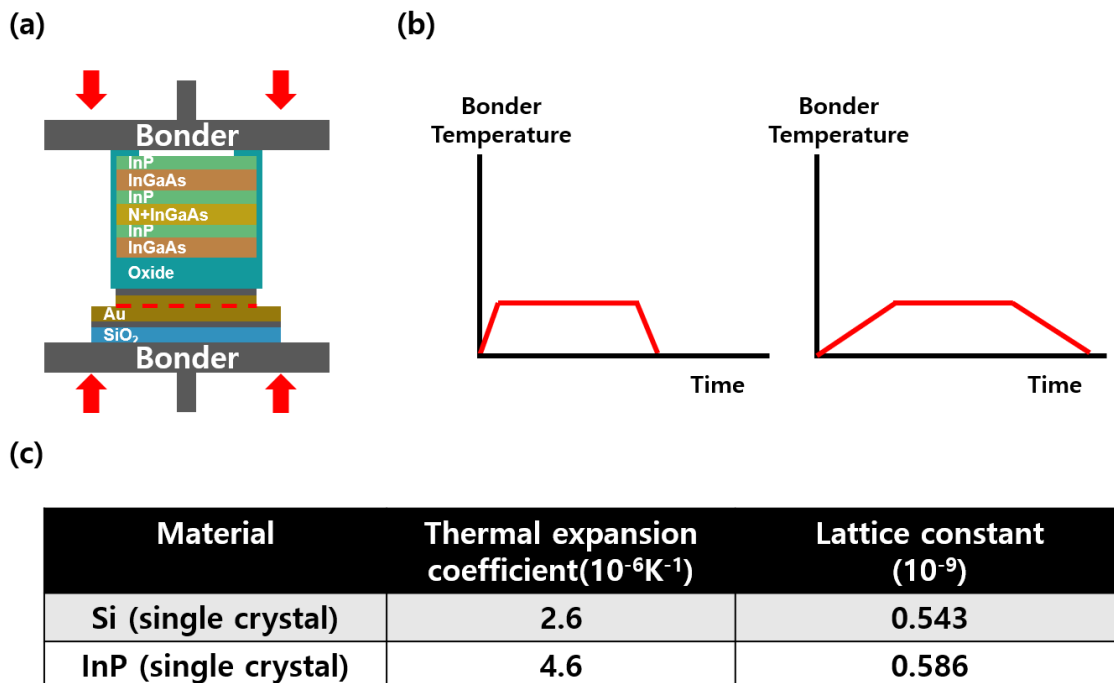 (a)
Bonder
InP
InGaAs
InP
N+InGaAs
InP
InGaAs
Oxide
Au
SiO2
Bonder
(b)
Bonder
Temperature
Time
Bonder
Temperature
Time
(c)
Material
Thermal expansion
coefficient(10-6K-1)
Lattice constant
(10-9)
Si (single crystal)
2.6
0.543
InP (single crystal)
4.6
0.586